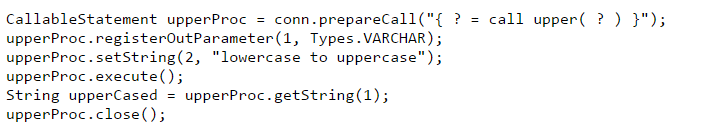 CallableStatement upperProc = conn.prepareCall("{ ? = call upper( ? ) }");
upperProc.registerOutParameter(1, Types.VARCHAR);
upperProc.setString(2, "lowercase to uppercase");
upperProc.execute();
String upperCased = upperProc.getString(1);
upperProc.close();